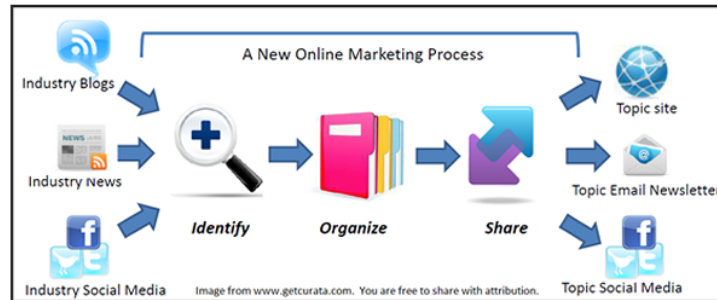 A New Online Marketing Process
Industry Blogs
NEWS
Industry News
Industry Social Media
Identify
Organize
Share
Topic site
Topic Email Newsletter
Topic Social Media
Image from www.getcurata.com. You are free to share with attribution.